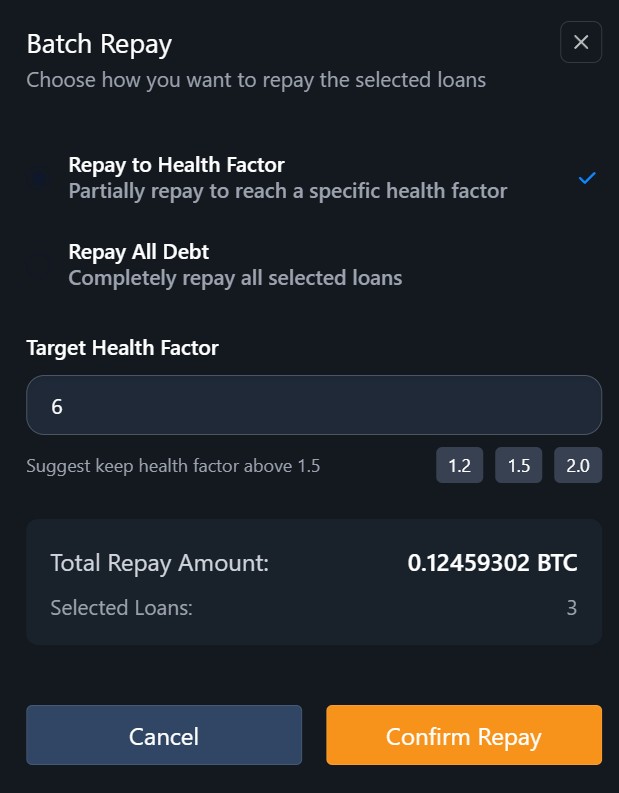 Batch Repay
Choose how you want to repay the selected loans
Repay to Health Factor
Partially repay to reach a specific health factor
Repay All Debt
Completely repay all selected loans
Target Health Factor
6
Suggest keep health factor above 1.5 1.2 1.5 2.0
Total Repay Amount: 0.12459302 BTC
Selected Loans: 3
Cancel Confirm Repay